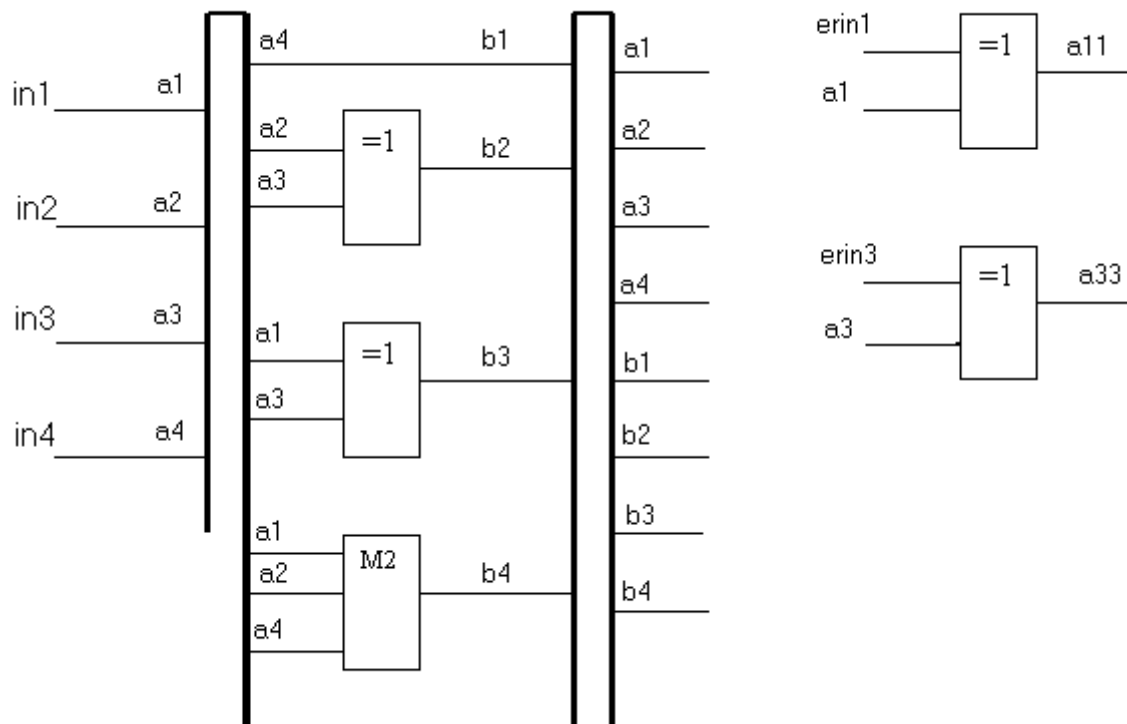 in1
a1
in2
a2
in3
a3
in4
a4
a4
b1
a2
a3
=1
b2
a1
a3
=1
b3
a1
a2
a4
M2
b4
a1
a2
a3
a4
b1
b2
b3
b4
erin1
a1
=1
a11
erin3
a3
=1
a33